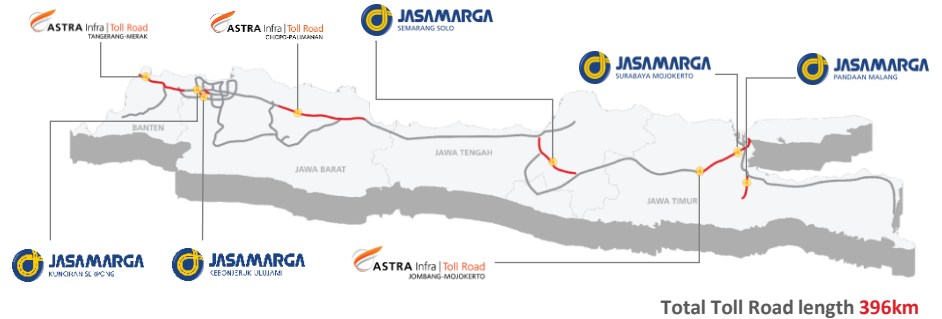 ASTRA Infra | Toll Road
TANGERANG-MERAK
ASTRA Infra | Toll Road
CIKOPO-PALIMANAN
JASAMARGA
SEMARANG SOLO
JASAMARGA
SURABAYA MOJOKERTO
JASAMARGA
PANDAAN MALANG
BANTEN
JAWA BARAT
JAWA TENGAH
JAWA TIMUR
JASAMARGA
KUNCIRAN SERPONG
JASAMARGA
KEBONJERUK ULUJAMI
ASTRA Infra | Toll Road
JOMBANG-MOJOKERTO
Total Toll Road length 396km